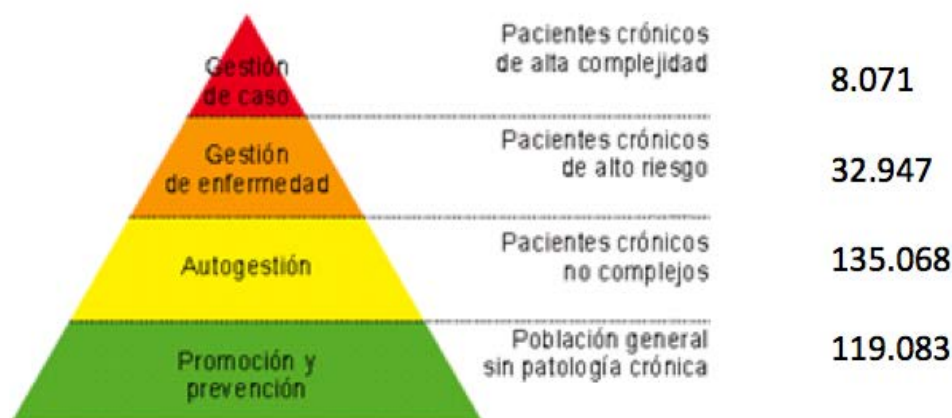 Gestión
de caso
Pacientes crónicos
de alta complejidad
8.071
Gestión
de enfermedad
Pacientes crónicos
de alto riesgo
32.947
Autogestión
Pacientes crónicos
no complejos
135.068
Promoción y
prevención
Población general
sin patología crónica
119.083